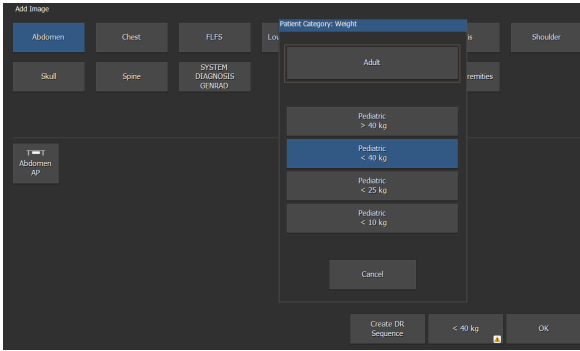 Add Image
Patient Category: Weight
Abdomen
Chest
FLFS
Adult
Shoulder
Skull
Spine
SYSTEM
DIAGNOSIS
GENRAD
Pediatric
> 40 kg
Pediatric
< 40 kg
Pediatric
< 25 kg
Pediatric
< 10 kg
Abdomen
AP
Cancel
Create DR
Sequence
< 40 kg
OK